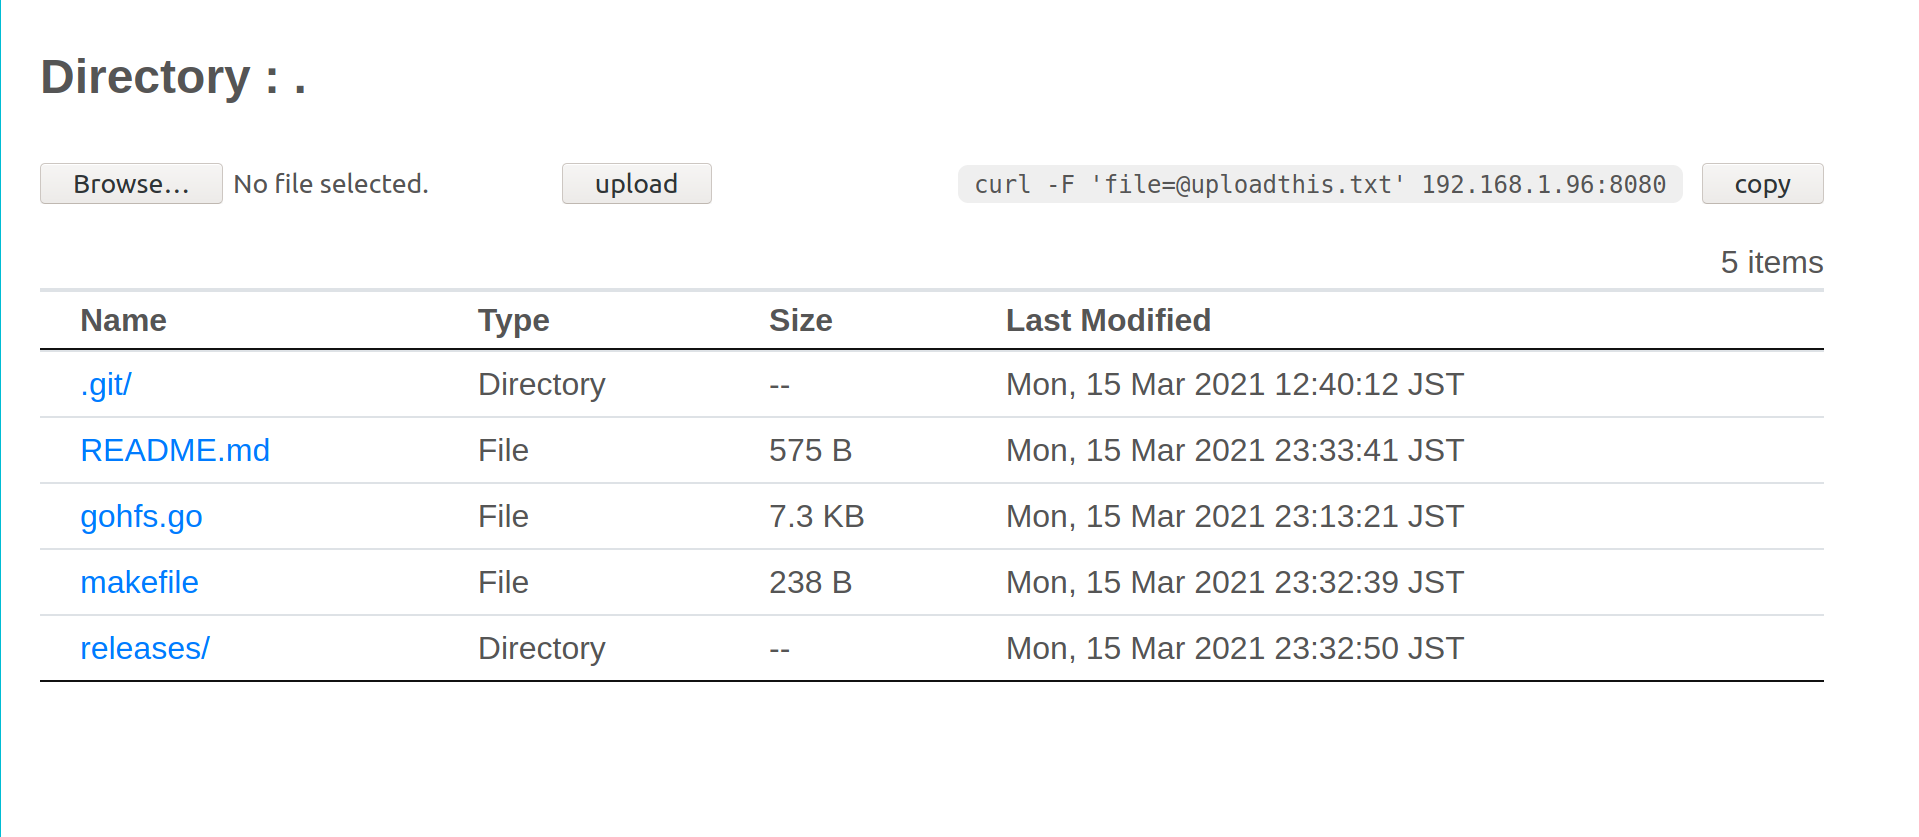 Directory : .
Browse... No file selected. upload curl -F 'file=@uploadthis.txt' 192.168.1.96:8080 copy
5 items
Name Type Size Last Modified
.git/ Directory -- Mon, 15 Mar 2021 12:40:12 JST
README.md File 575 B Mon, 15 Mar 2021 23:33:41 JST
gohfs.go File 7.3 KB Mon, 15 Mar 2021 23:13:21 JST
makefile File 238 B Mon, 15 Mar 2021 23:32:39 JST
releases/ Directory -- Mon, 15 Mar 2021 23:32:50 JST